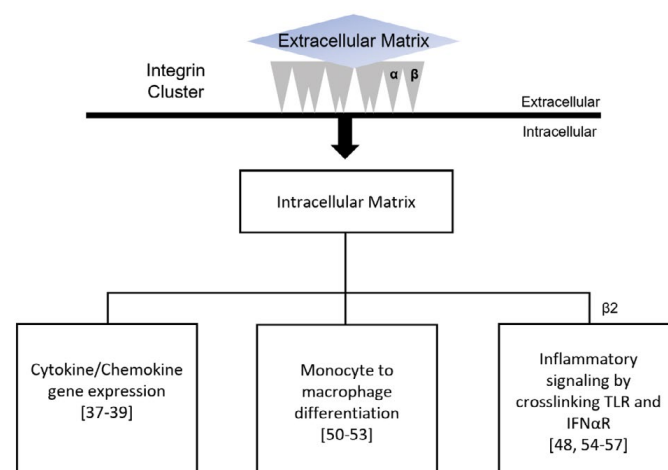 Extracellular Matrix
Integrin
Cluster
α
β
Extracellular
Intracellular
Intracellular Matrix
β2
Cytokine/Chemokine
gene expression
[37-39]
Monocyte to
macrophage
differentiation
[50-53]
Inflammatory
signaling by
crosslinking TLR and
IFNαR
[48, 54-57]